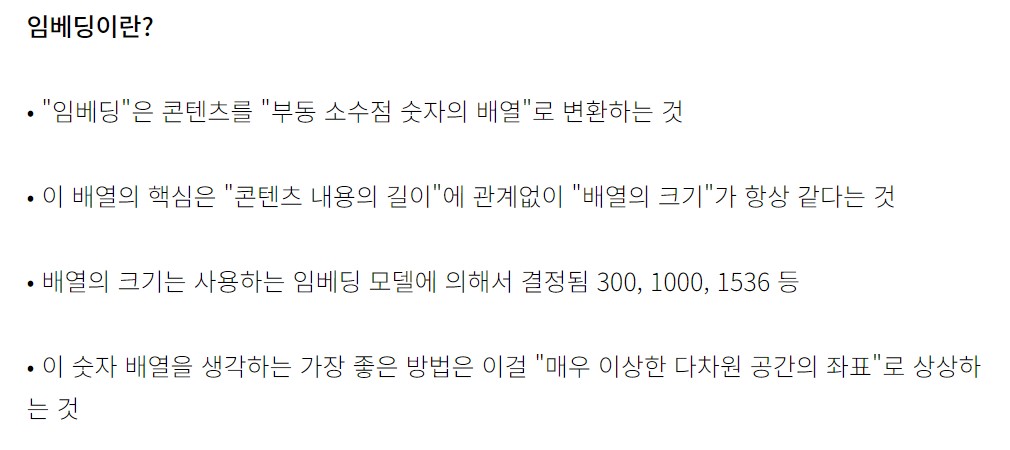 임베딩이란?
• "임베딩"은 콘텐츠를 "부동 소수점 숫자의 배열"로 변환하는 것
• 이 배열의 핵심은 "콘텐츠 내용의 길이"에 관계없이 "배열의 크기"가 항상 같다는 것
• 배열의 크기는 사용하는 임베딩 모델에 의해서 결정됨 300, 1000, 1536 등
• 이 숫자 배열을 생각하는 가장 좋은 방법은 이걸 "매우 이상한 다차원 공간의 좌표"로 상상하
는 것